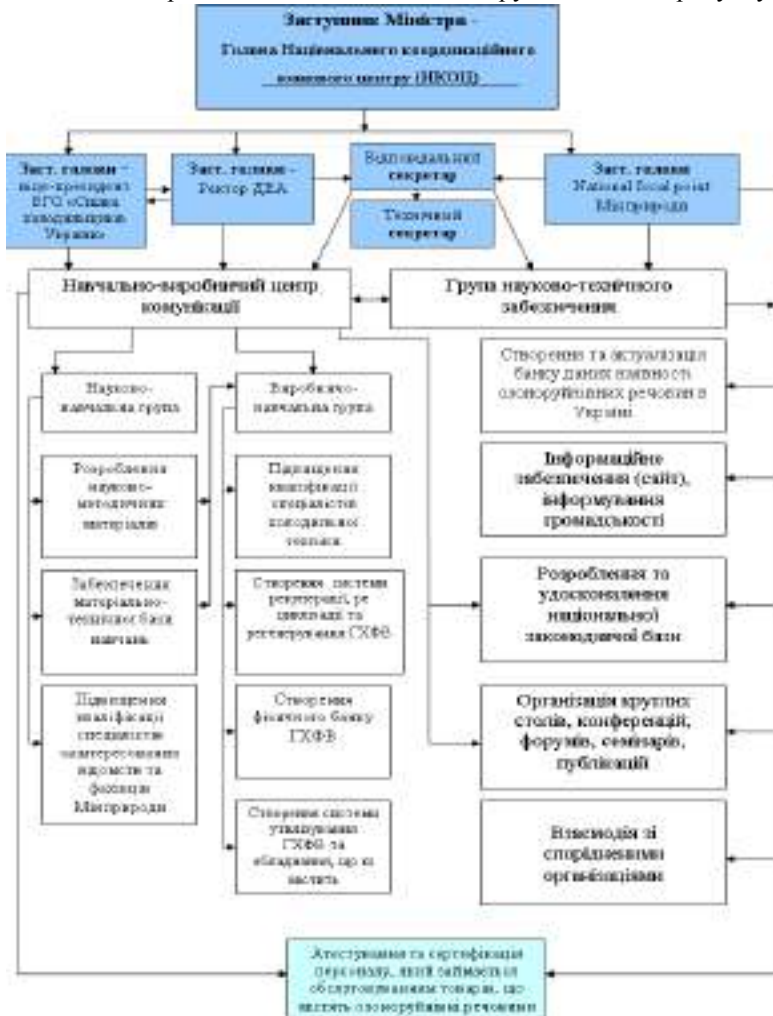 Заступник Міністра -
Голова Національного координаційного
озонового центру (НКОЦ)
Заст. голови –
віце-президент
ВГО «Спілка
холодильщиків
України»
Заст. голови -
Ректор ДЕА
Відповідальний
секретар
Технічний
секретар
Заст. голови
National focal point
Мінприроди
Навчально-виробничий центр
комунікації
Група науково-технічного
забезпечення
Науково-
навчальна група
Розроблення
науково-
методичних
матеріалів
Забезпечення
матеріально-
технічної бази
навчань
Підвищення
кваліфікації
спеціалістів
заінтересованих
відомств та
фахівців
Мінприроди
Виробничо-
навчальна група
Підвищення
кваліфікації
спеціалістів
холодильної
техніки
Створення системи
рекуперації, ре
циклізації та
регенерування ГХФВ
Створення
фізичного банку
ГХФВ
Створення системи
утилізування
ГХФВ та
обладнання, що їх
містить
Створення та актуалізація
банку даних наявності
озоноруйнівних речовин в
Україні
Інформаційне
забезпечення (сайт),
інформування
громадськості
Розроблення та
удосконалення
національної
законодавчої бази
Організація круглих
столів, конференцій,
форумів, семінарів,
публікацій
Взаємодія зі
спорідненими
організаціями
Атестування та сертифікація
персоналу, який займається
обслуговуванням товарів, що
містять озоноруйнівні речовини